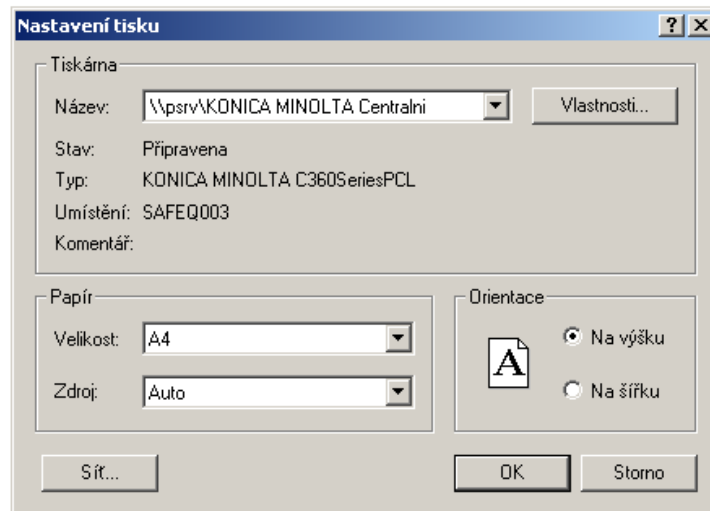 Nastavení tisku
Tiskárna
Název: \\psrv\KONICA MINOLTA Centralni Vlastnosti...
Stav: Připravena
Typ: KONICA MINOLTA C360SeriesPCL
Umístění: SAFEQ003
Komentář:
Papír
Velikost: A4
Zdroj: Auto
Orientace
A
Na výšku
Na šířku
Síť... OK Storno